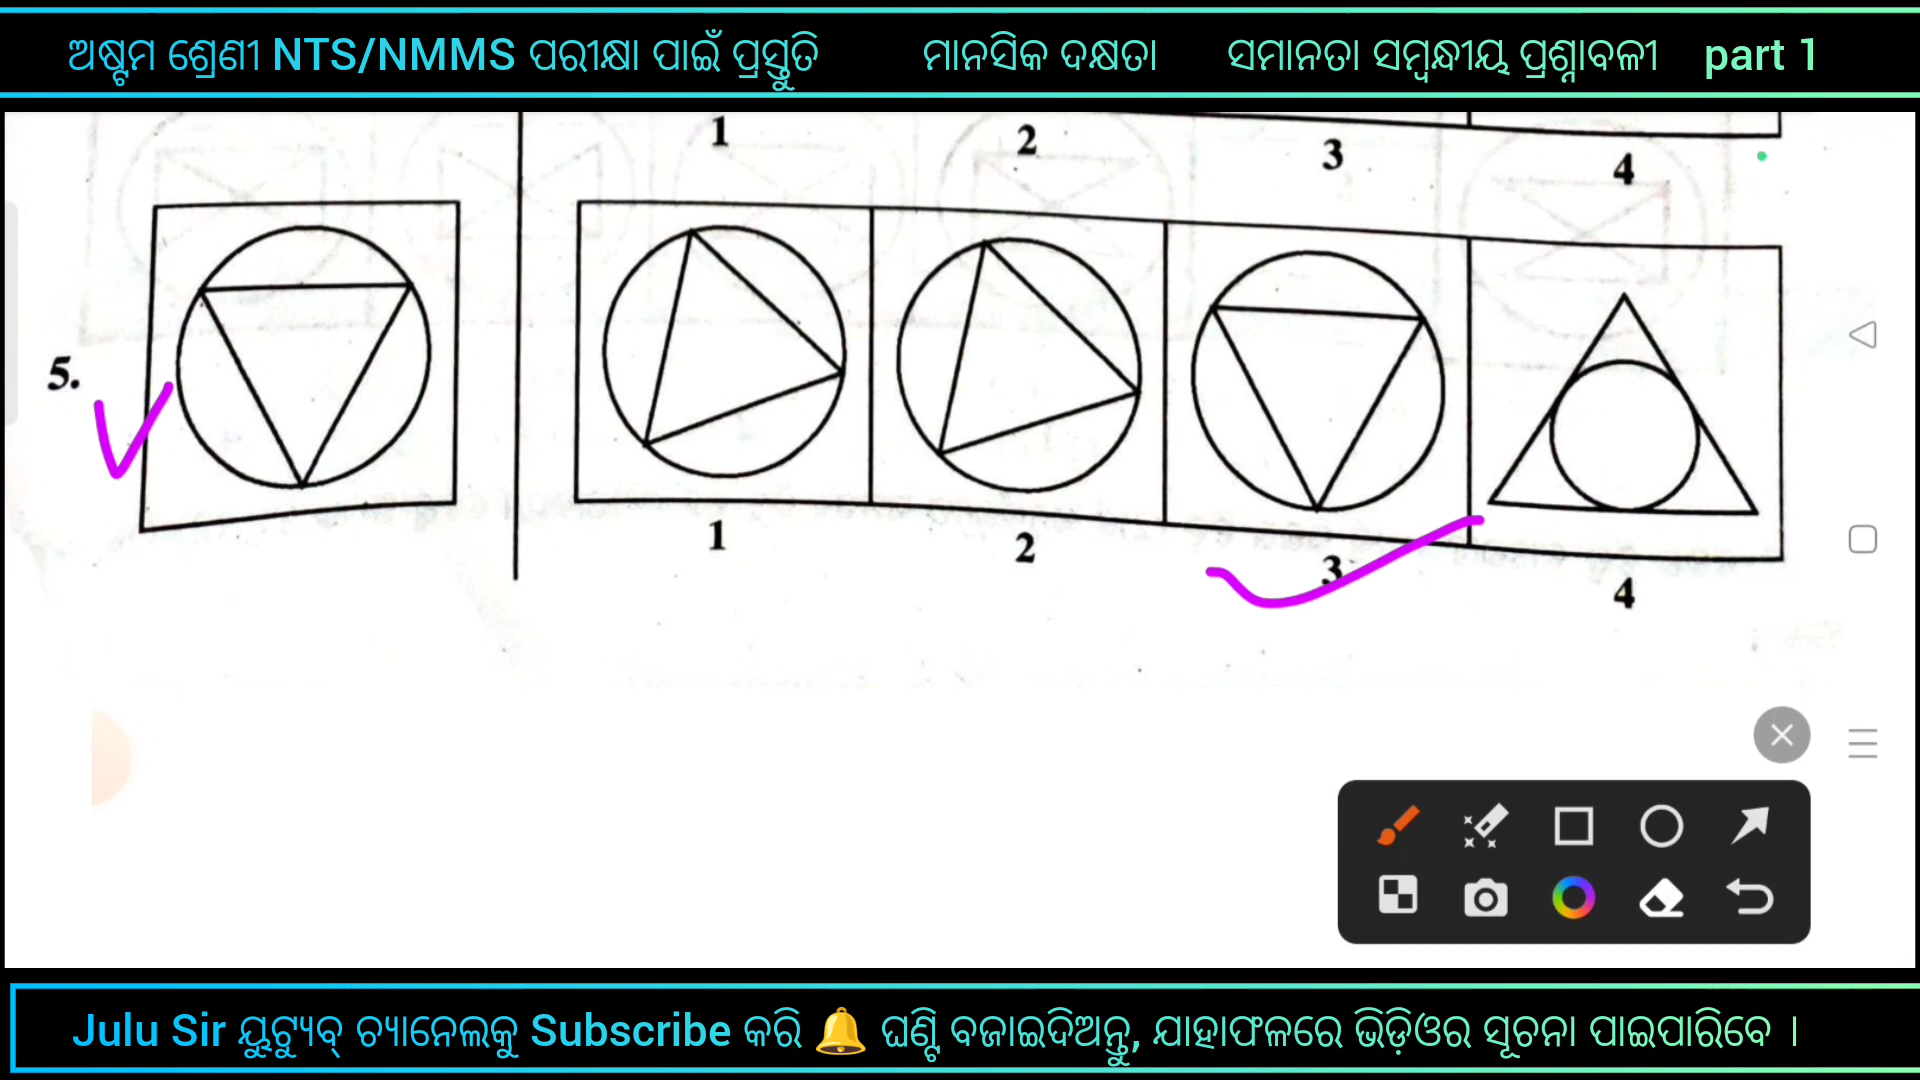 ଅଷ୍ଟମ ଶ୍ରେଣୀ NTS/NMMS ପରୀକ୍ଷା ପାଇଁ ପ୍ରସ୍ତୁତି ମାନସିକ ଦକ୍ଷତା ସମାନତା ସମ୍ବନ୍ଧୀୟ ପ୍ରଶ୍ନାବଳୀ part 1
1 2 3 4
5.
1 2 3 4
Julu Sir ୟୁଟ୍ୟୁବ୍ ଚ୍ୟାନେଲକୁ Subscribe କରି 🔔 ଘଣ୍ଟି ବଜାଇଦିଅନ୍ତୁ, ଯାହାଫଳରେ ଭିଡ଼ିଓର ସୂଚନା ପାଇପାରିବେ ।